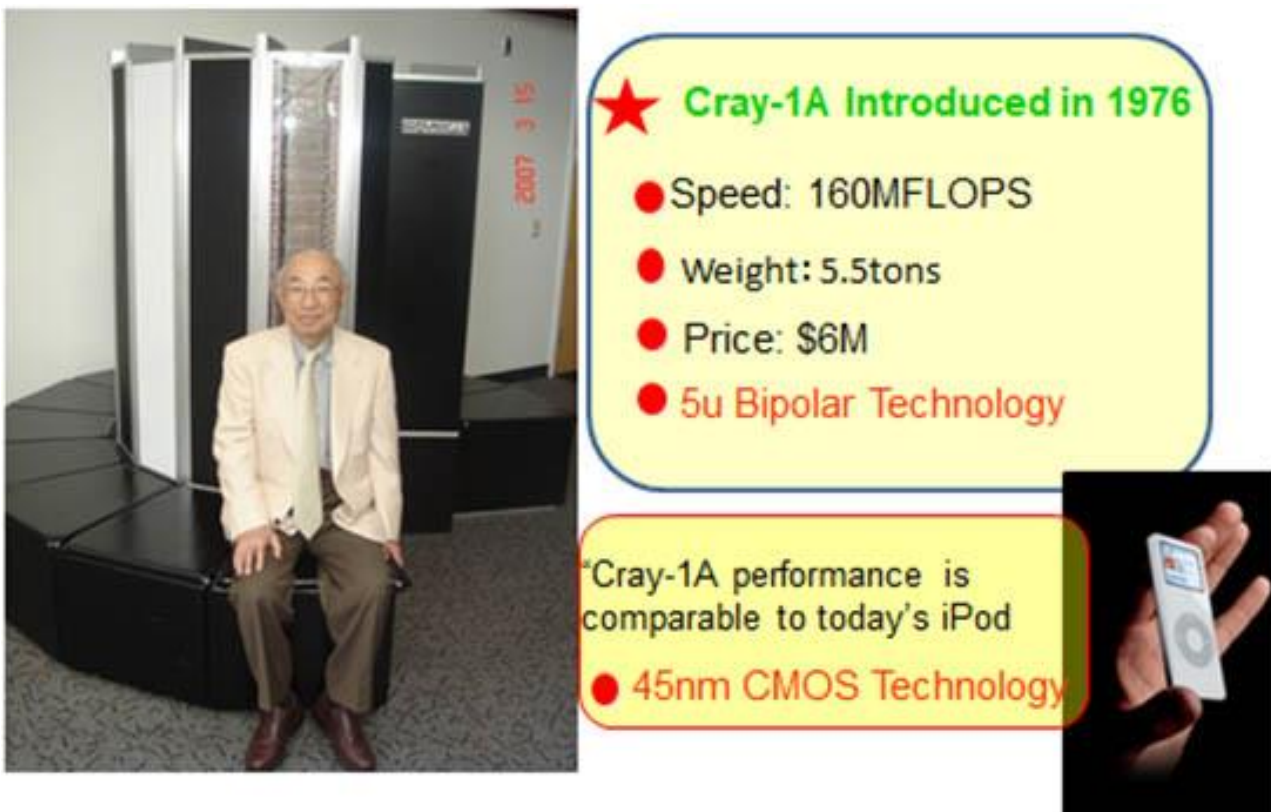 2007 3 15
Cray-1A Introduced in 1976
Speed: 160MFLOPS
Weight: 5.5tons
Price: $6M
5u Bipolar Technology
“Cray-1A performance is
comparable to today’s iPod
45nm CMOS Technology